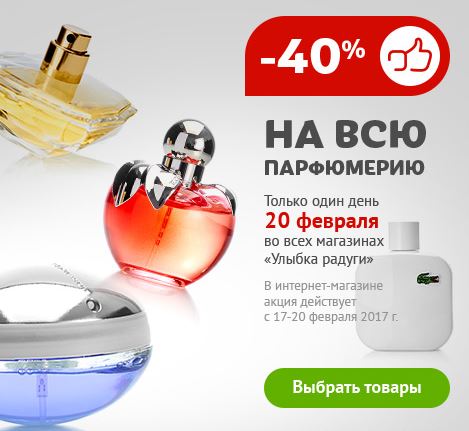 -40%
НА ВСЮ
ПАРФЮМЕРИЮ
Только один день
20 февраля
во всех магазинах
«Улыбка радуги»
В интернет-магазине
акция действует
с 17-20 февраля 2017 г.
Выбрать товары